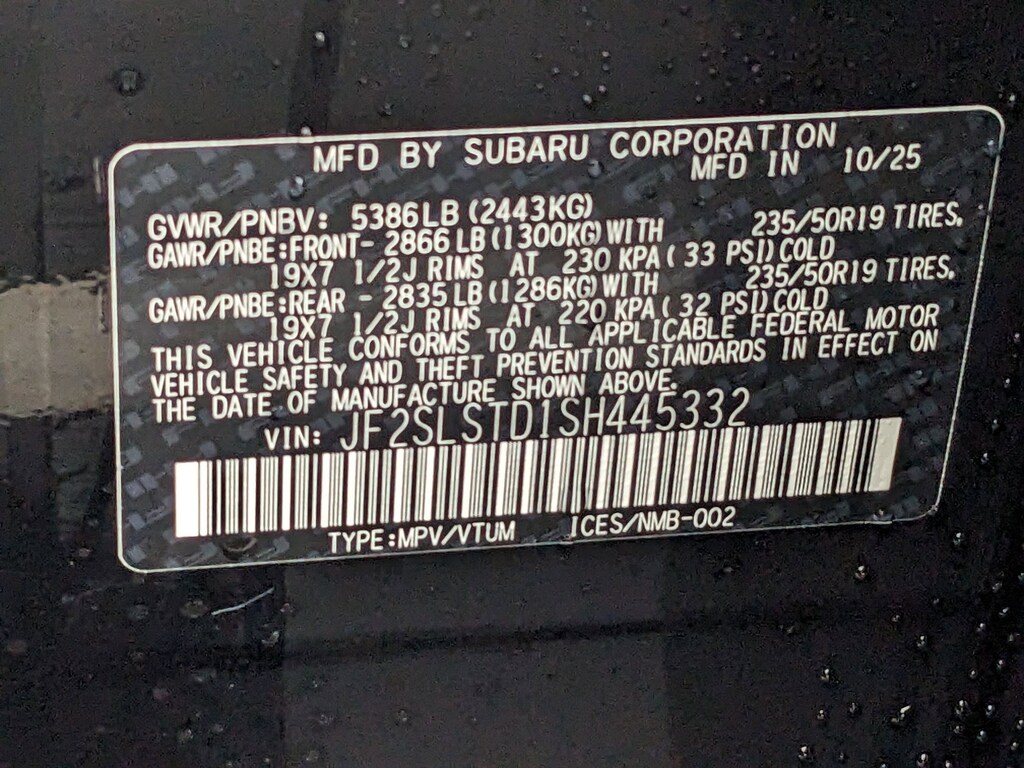 MFD BY SUBARU CORPORATION
MFD IN 10/25
GVWR/PNBV: 5386LB (2443KG)
GAWR/PNBE:FRONT- 2866 LB (1300KG) WITH 235/50R19 TIRES.
19X7 1/2J RIMS AT 230 KPA ( 33 PSI) COLD
GAWR/PNBE:REAR - 2835 LB (1286KG) WITH 235/50R19 TIRES.
19X7 1/2J RIMS AT 220 KPA ( 32 PSI) COLD
THIS VEHICLE CONFORMS TO ALL APPLICABLE FEDERAL MOTOR
VEHICLE SAFETY AND THEFT PREVENTION STANDARDS IN EFFECT ON
THE DATE OF MANUFACTURE SHOWN ABOVE.
VIN: JF2SLSTD1SH445332
TYPE:MPV/VTUM ICES/NMB-002